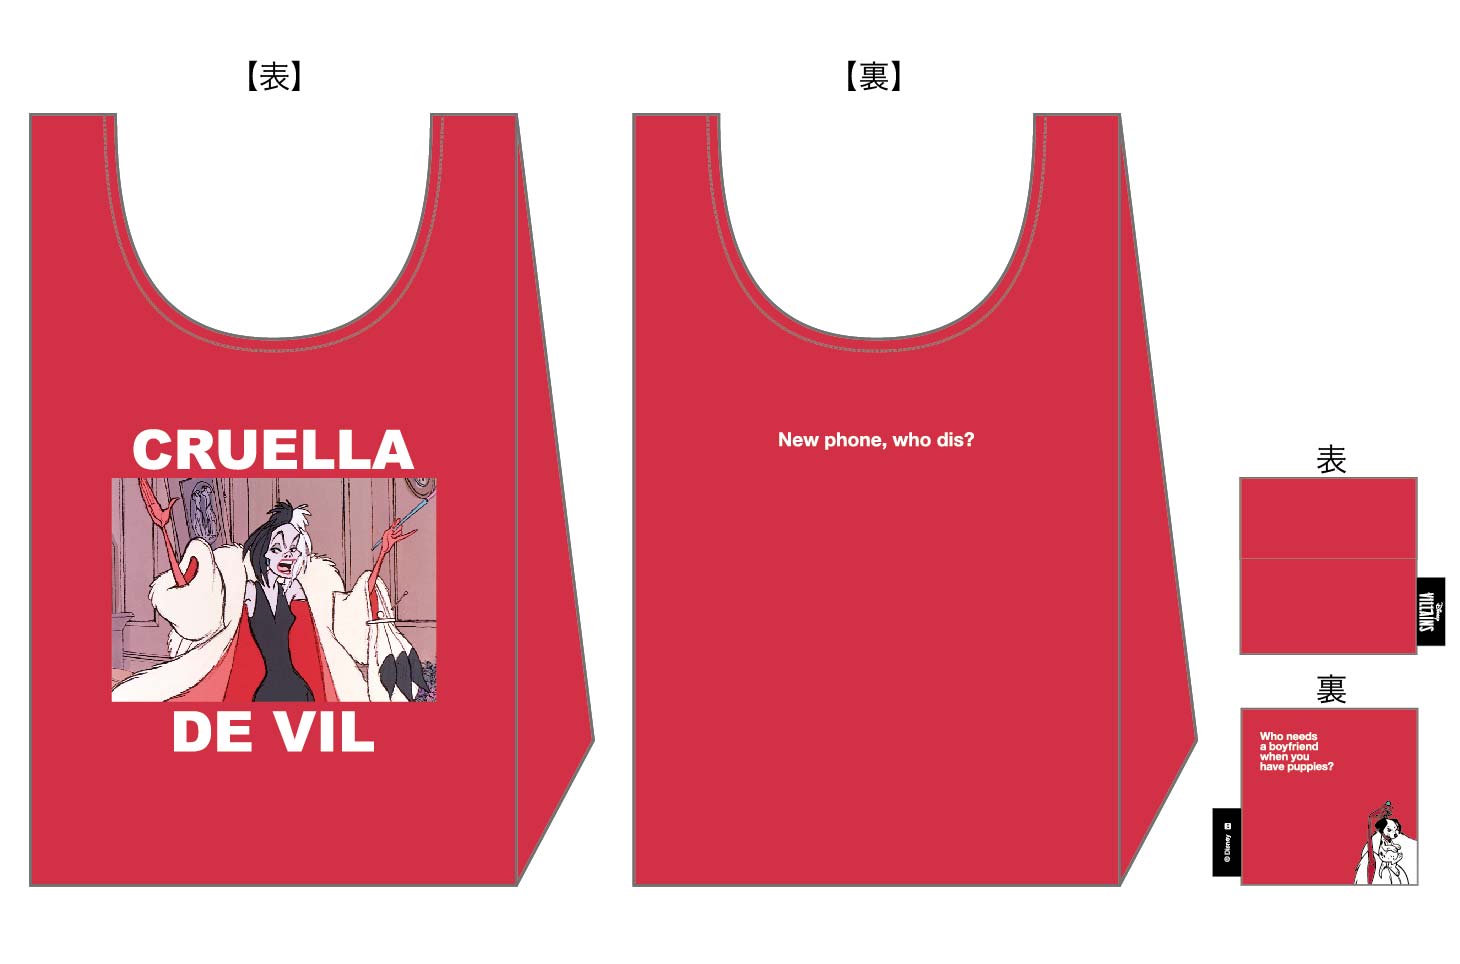 【表】
CRUELLA
DE VIL
【裏】
New phone, who dis?
表
Disney
VILLAINS
裏
Who needs
a boyfriend
when you
have puppies?
© Disney